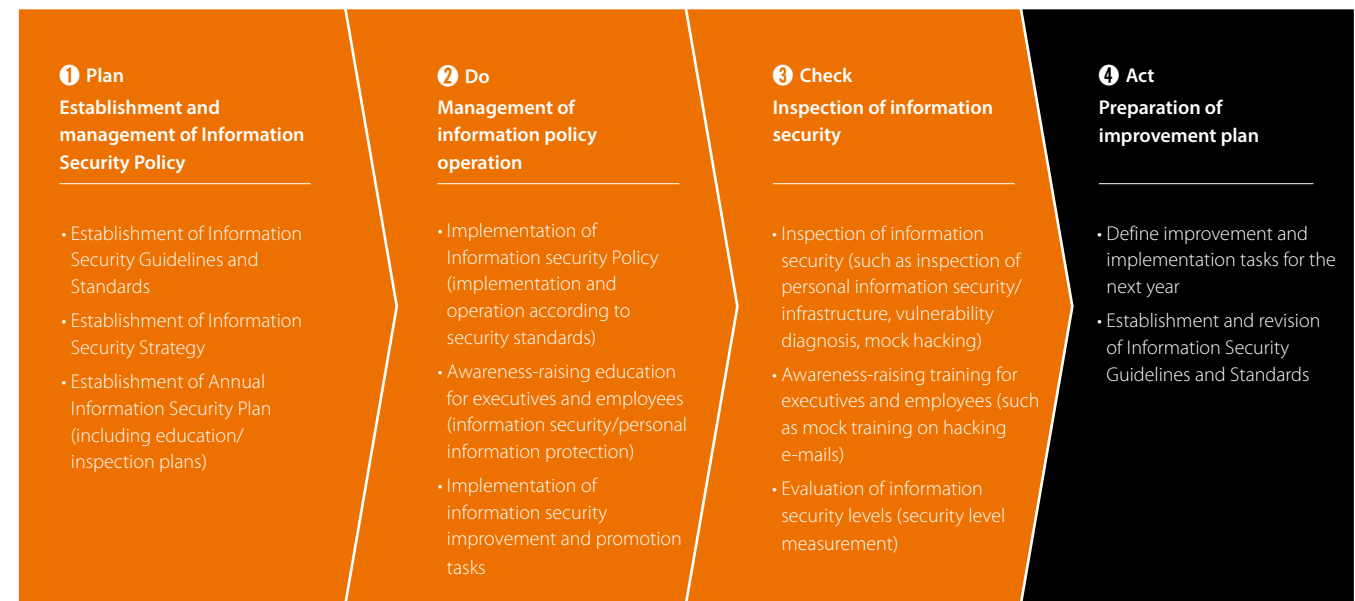 ❶ Plan
Establishment and
management of Information
Security Policy
• Establishment of Information
Security Guidelines and
Standards
• Establishment of Information
Security Strategy
• Establishment of Annual
Information Security Plan
(including education/
inspection plans)
❷ Do
Management of
information policy
operation
• Implementation of
Information security Policy
(implementation and
operation according to
security standards)
• Awareness-raising education
for executives and employees
(information security/personal
information protection)
• Implementation of
information security
improvement and promotion
tasks
❸ Check
Inspection of information
security
• Inspection of information
security (such as inspection of
personal information security/
infrastructure, vulnerability
diagnosis, mock hacking)
• Awareness-raising training for
executives and employees (such
as mock training on hacking
e-mails)
• Evaluation of information
security levels (security level
measurement)
❹ Act
Preparation of
improvement plan
• Define improvement and
implementation tasks for the
next year
• Establishment and revision
of Information Security
Guidelines and Standards